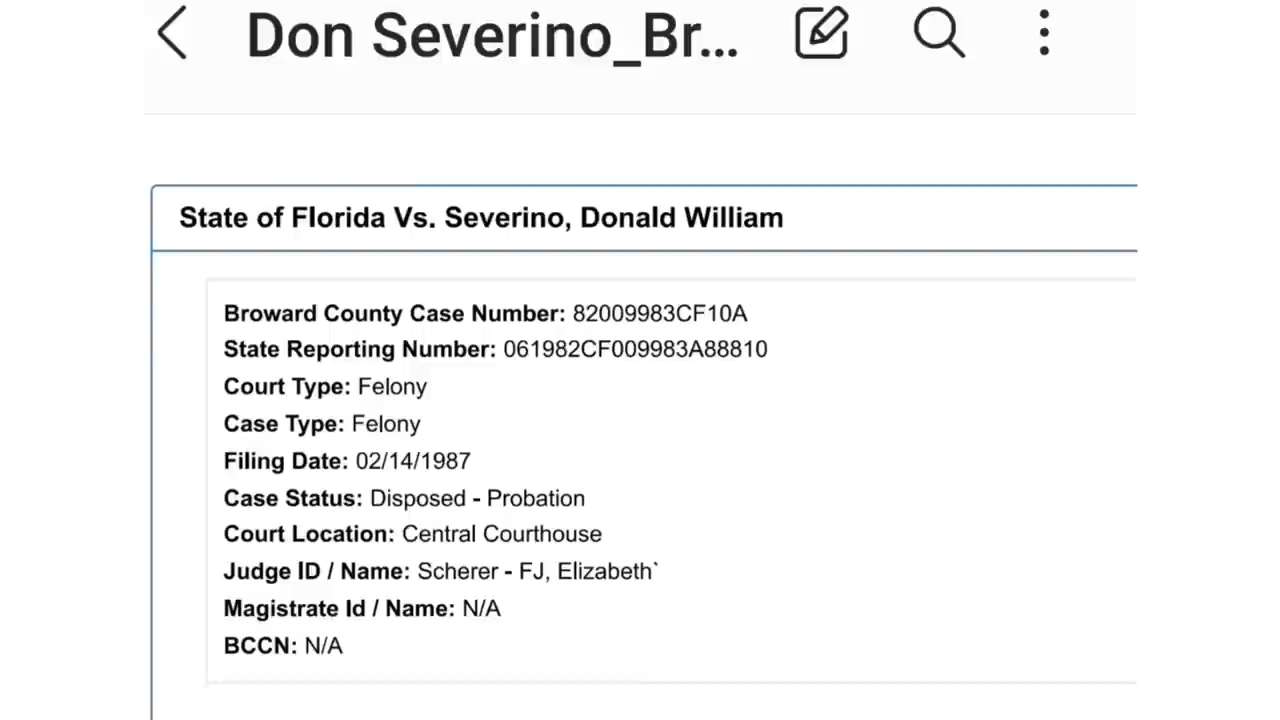 Don Severino_Br...
State of Florida Vs. Severino, Donald William
Broward County Case Number: 82009983CF10A
State Reporting Number: 061982CF009983A88810
Court Type: Felony
Case Type: Felony
Filing Date: 02/14/1987
Case Status: Disposed - Probation
Court Location: Central Courthouse
Judge ID / Name: Scherer - FJ, Elizabeth`
Magistrate Id / Name: N/A
BCCN: N/A